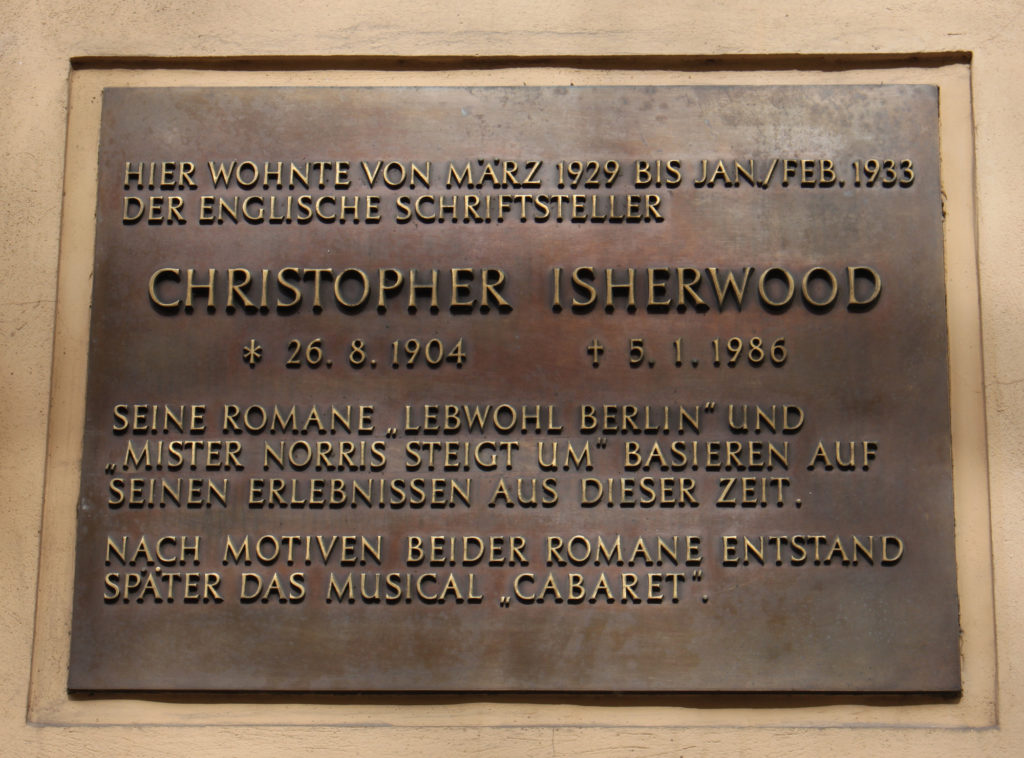 HIER WOHNTE VON MÄRZ 1929 BIS JAN./FEB. 1933
DER ENGLISCHE SCHRIFTSTELLER
CHRISTOPHER ISHERWOOD
* 26. 8. 1904 † 5. 1. 1986
SEINE ROMANE „LEBWOHL BERLIN“ UND
„MISTER NORRIS STEIGT UM“ BASIEREN AUF
SEINEN ERLEBNISSEN AUS DIESER ZEIT.
NACH MOTIVEN BEIDER ROMANE ENTSTAND
SPÄTER DAS MUSICAL „CABARET“.